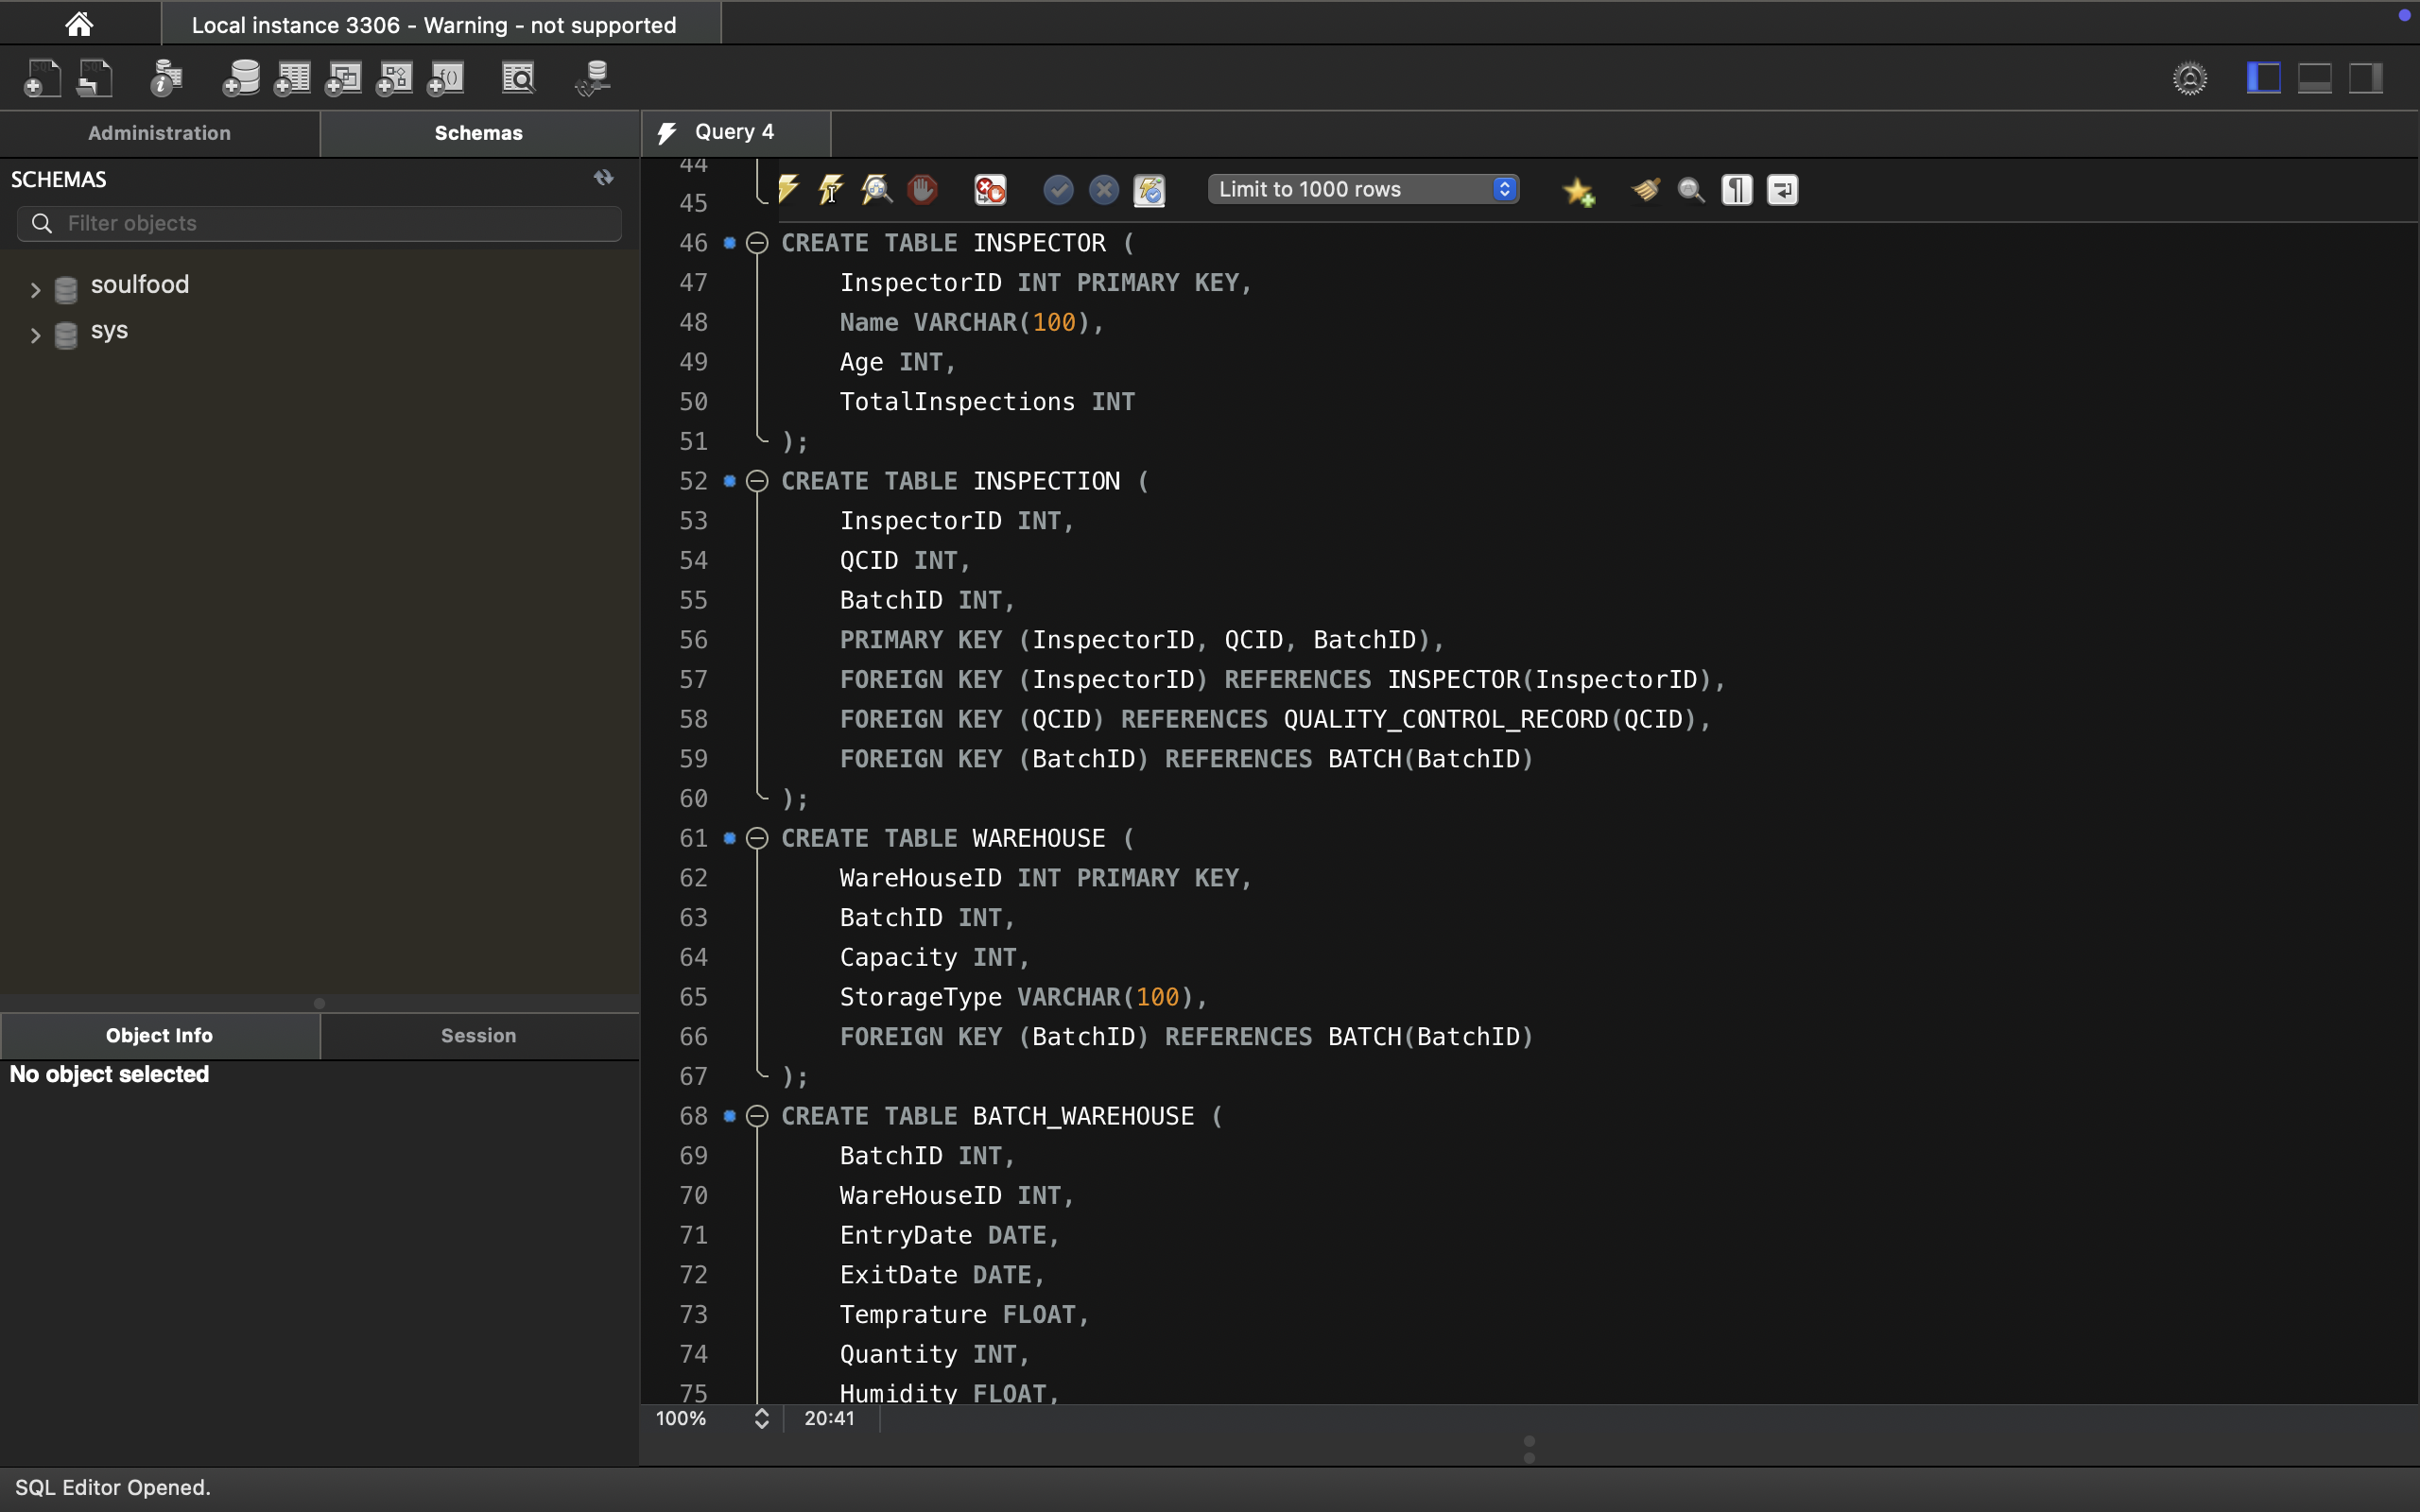 Local instance 3306 - Warning - not supported
Administration
Schemas
Query 4
SCHEMAS
Filter objects
soulfood
sys
Object Info
Session
No object selected
Limit to 1000 rows
44
45
46 CREATE TABLE INSPECTOR (
47 InspectorID INT PRIMARY KEY,
48 Name VARCHAR(100),
49 Age INT,
50 TotalInspections INT
51 );
52 CREATE TABLE INSPECTION (
53 InspectorID INT,
54 QCID INT,
55 BatchID INT,
56 PRIMARY KEY (InspectorID, QCID, BatchID),
57 FOREIGN KEY (InspectorID) REFERENCES INSPECTOR(InspectorID),
58 FOREIGN KEY (QCID) REFERENCES QUALITY_CONTROL_RECORD(QCID),
59 FOREIGN KEY (BatchID) REFERENCES BATCH(BatchID)
60 );
61 CREATE TABLE WAREHOUSE (
62 WareHouseID INT PRIMARY KEY,
63 BatchID INT,
64 Capacity INT,
65 StorageType VARCHAR(100),
66 FOREIGN KEY (BatchID) REFERENCES BATCH(BatchID)
67 );
68 CREATE TABLE BATCH_WAREHOUSE (
69 BatchID INT,
70 WareHouseID INT,
71 EntryDate DATE,
72 ExitDate DATE,
73 Temprature FLOAT,
74 Quantity INT,
75 Humidity FLOAT,
100%
20:41
SQL Editor Opened.